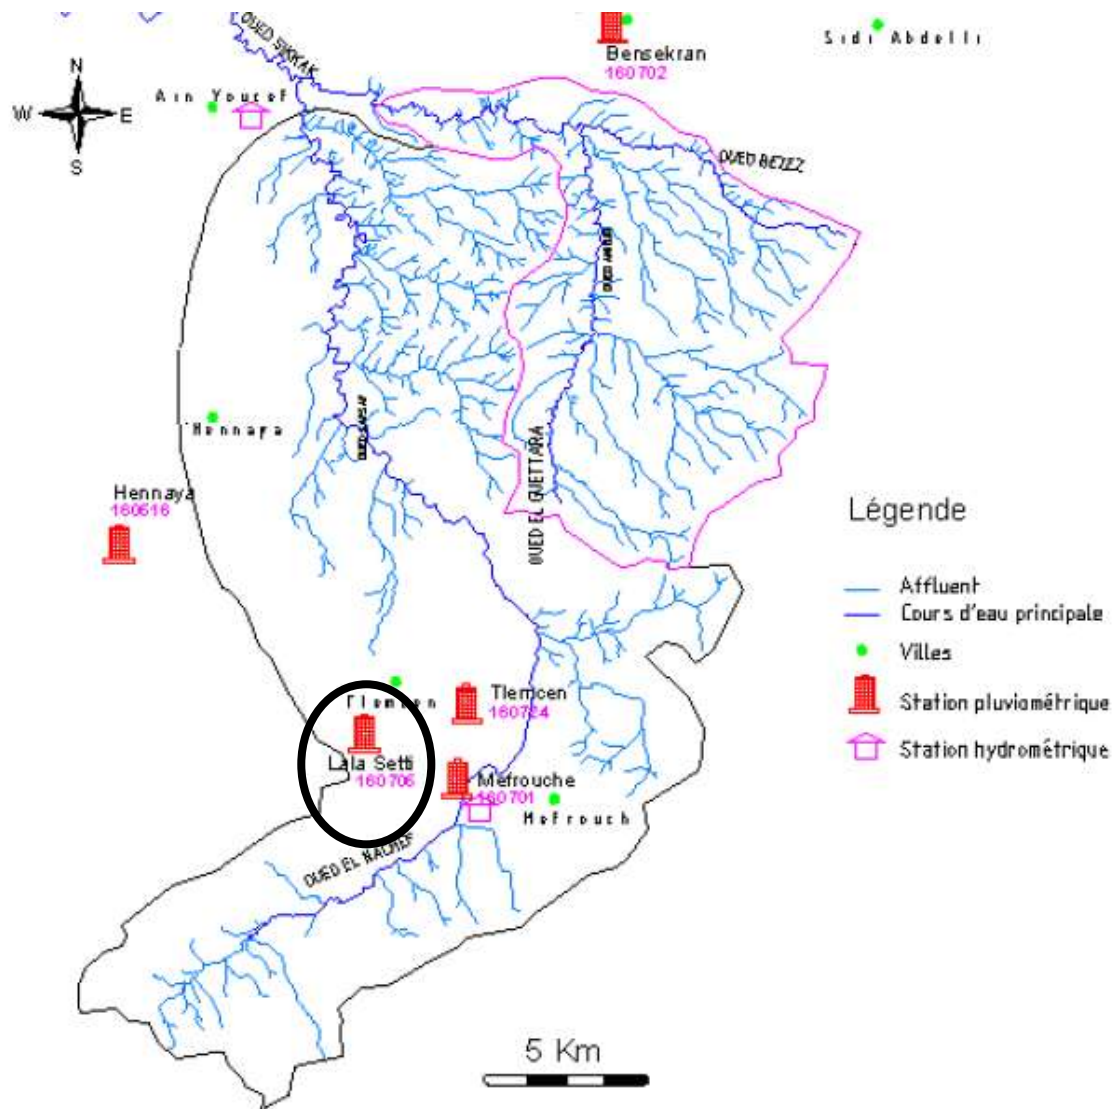 OUED SIKKAK
Bensekran
160702
Sidi Abdelli
N
W
E
S
Ain Youcef
OUED BEZEZ
Hennaya
Hennaya
160616
OUED EL GUETTARA
Légende
Affluent
Cours d'eau principale
Villes
Station pluviométrique
Station hydrométrique
Tlemcen
Tlemcen
160724
Lala Setti
160706
Mefrouche
160701
Mefrouch
OUED EL NACHEF
5 Km